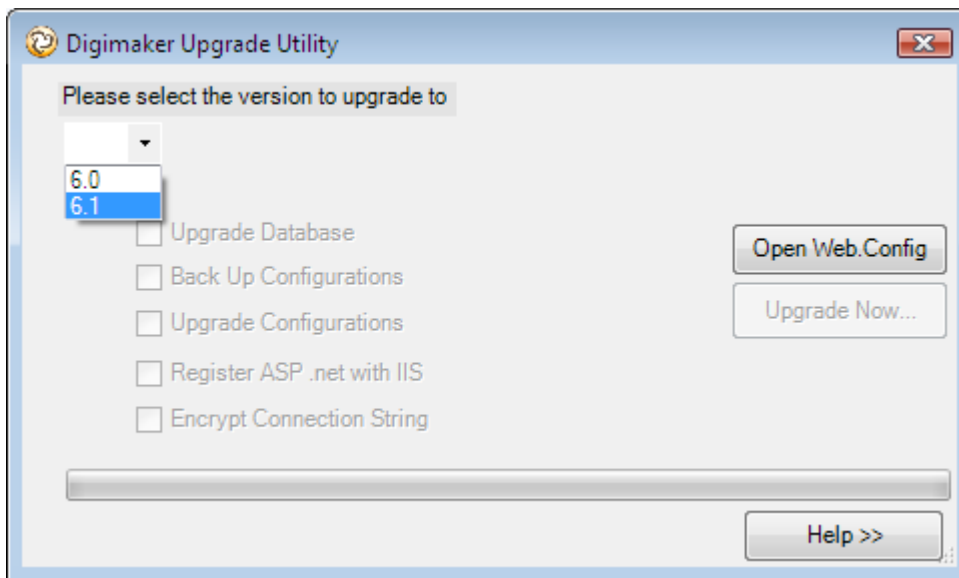 Digimaker Upgrade Utility
Please select the version to upgrade to
6.0
6.1
Upgrade Database
Back Up Configurations
Upgrade Configurations
Register ASP .net with IIS
Encrypt Connection String
Open Web.Config
Upgrade Now...
Help >>